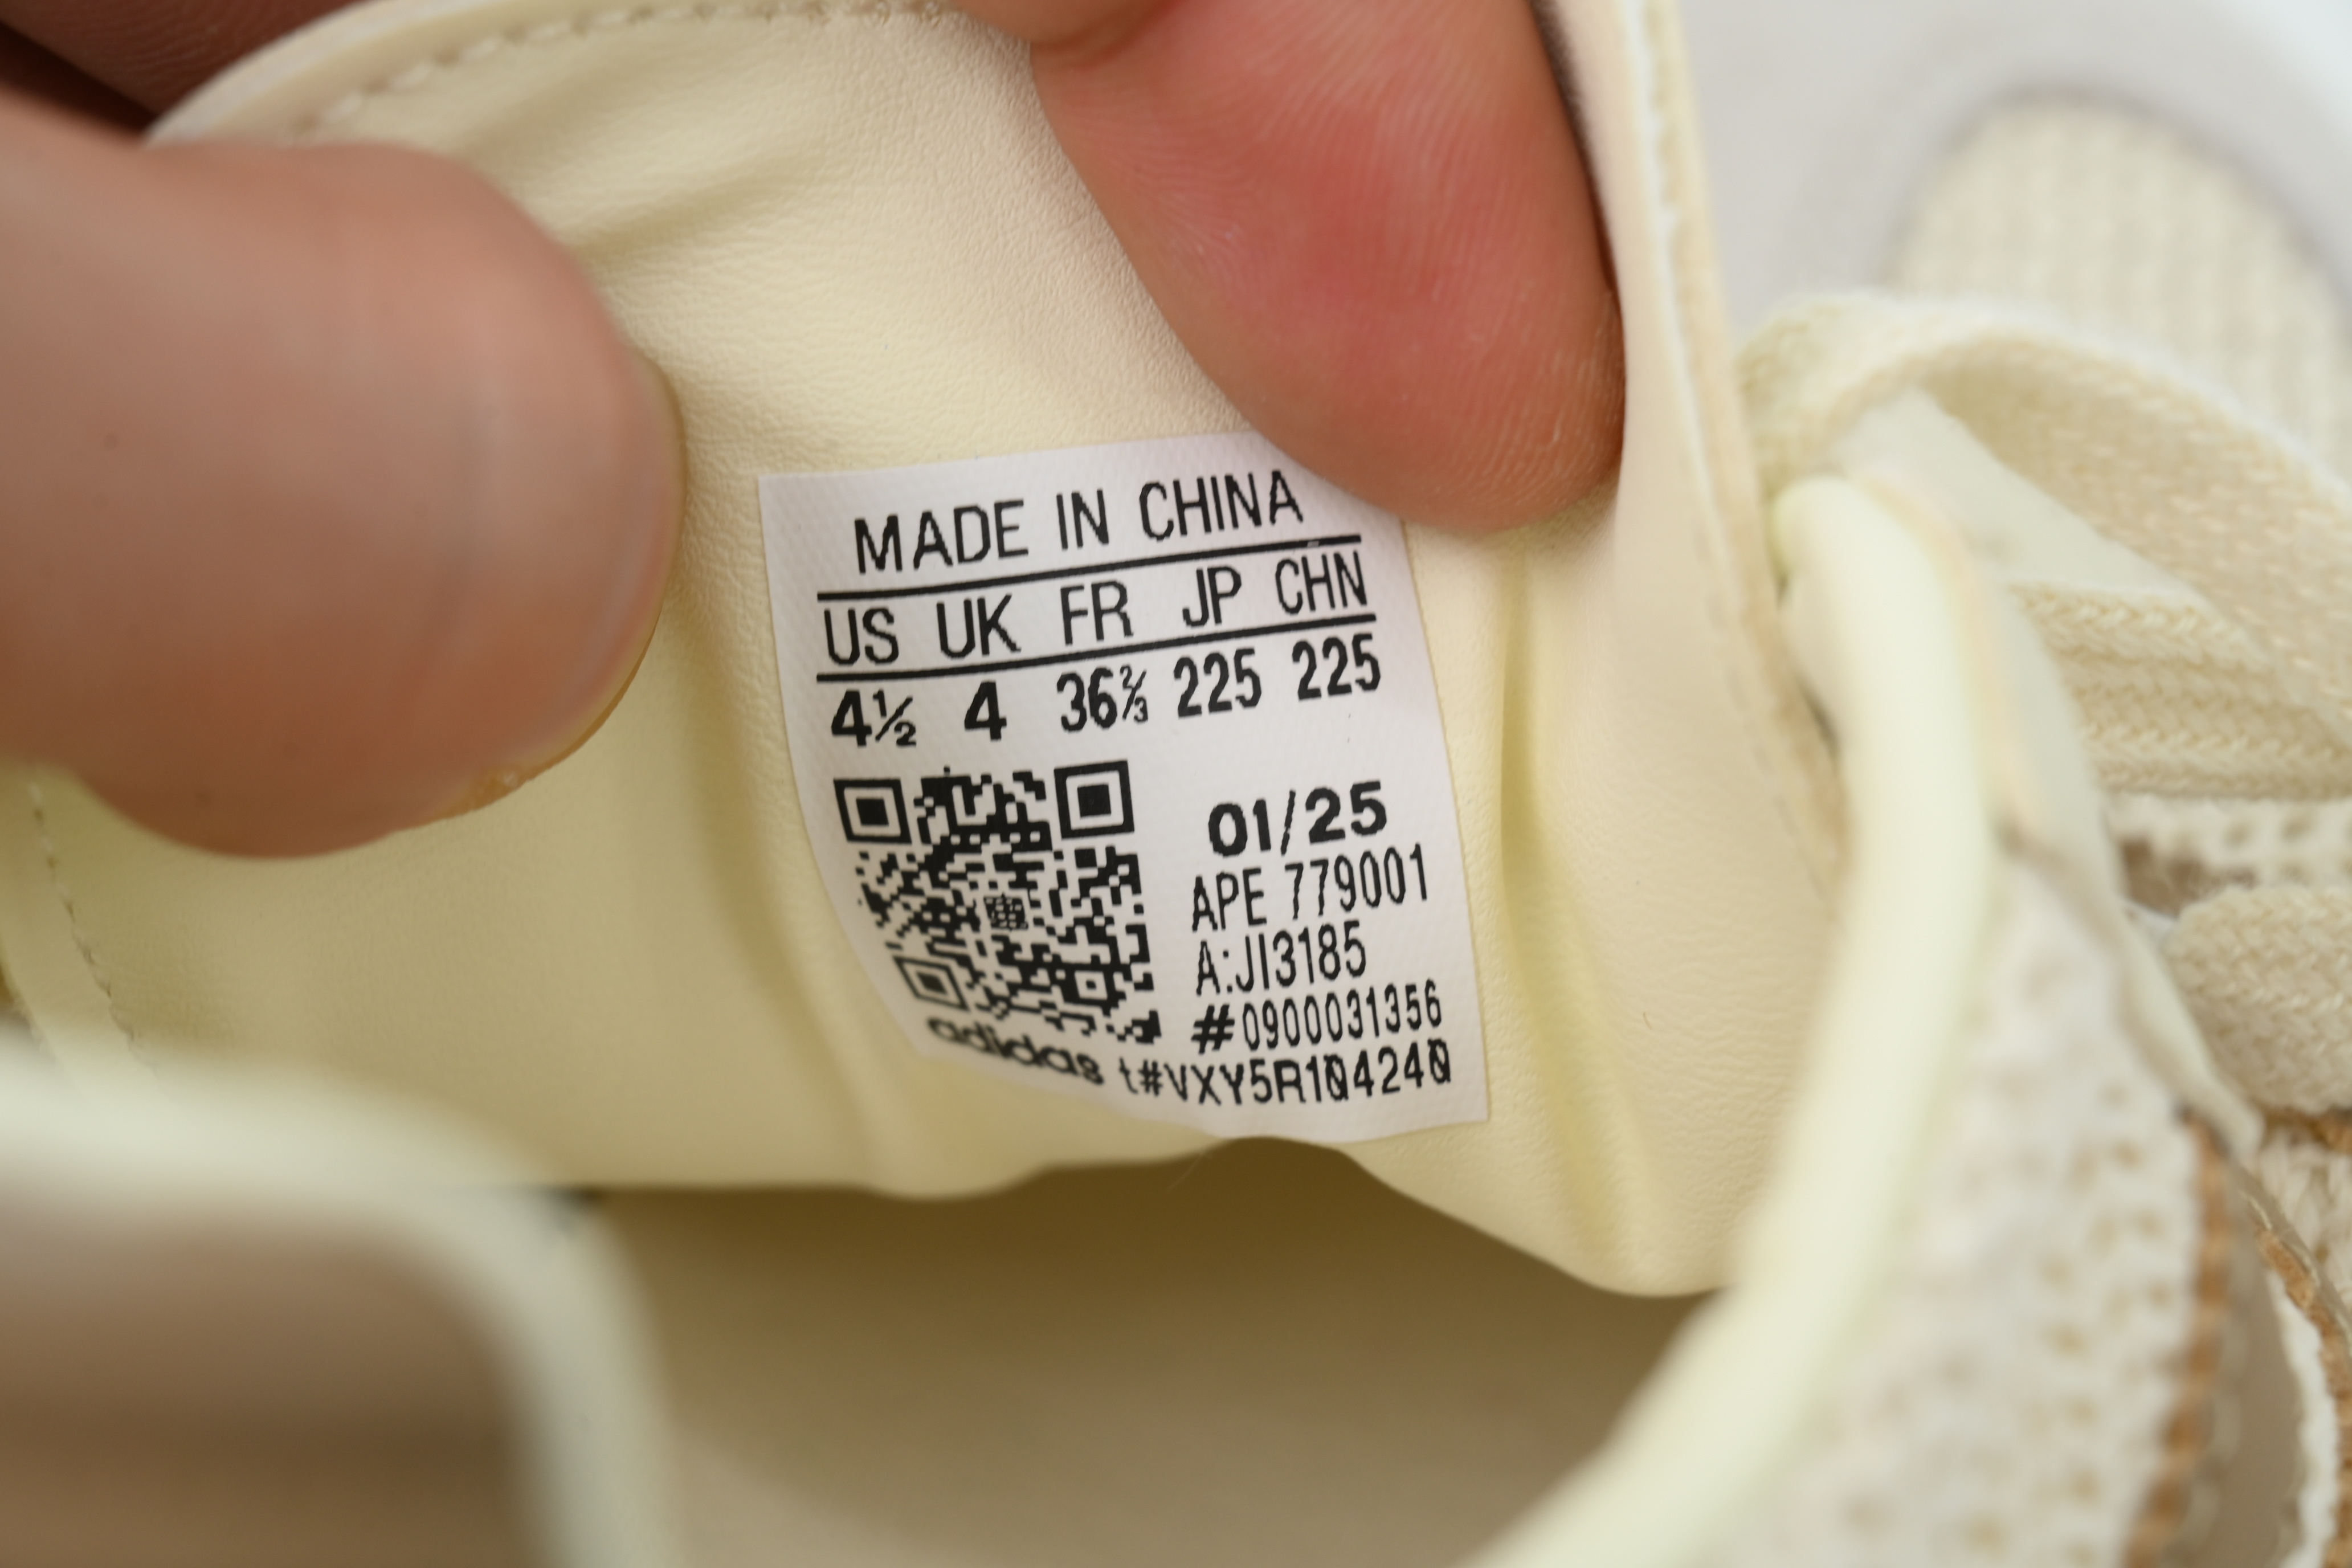 MADE IN CHINA
US UK FR JP CHN
4½ 4 36⅔ 225 225
01/25
APE 779001
A:JI3185
#0900031356
adidas t#VXY5R104240